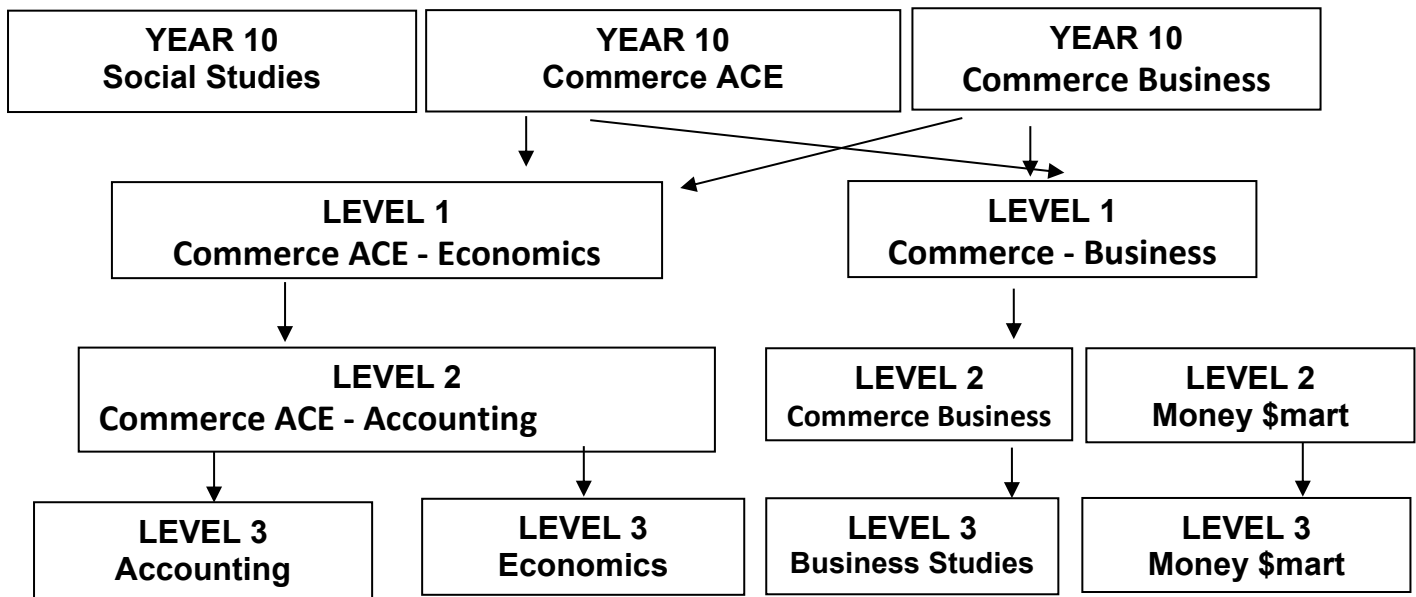 YEAR 10
Social Studies
YEAR 10
Commerce ACE
YEAR 10
Commerce Business
LEVEL 1
Commerce ACE - Economics
LEVEL 1
Commerce - Business
LEVEL 2
Commerce ACE - Accounting
LEVEL 2
Commerce Business
LEVEL 2
Money $mart
LEVEL 3
Accounting
LEVEL 3
Economics
LEVEL 3
Business Studies
LEVEL 3
Money $mart